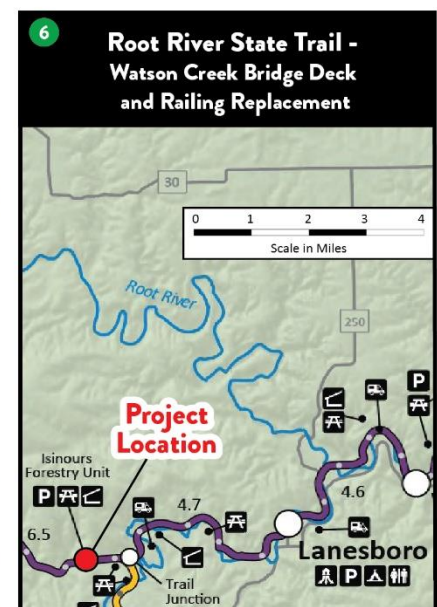 6
Root River State Trail -
Watson Creek Bridge Deck
and Railing Replacement
30
0 1 2 3 4
Scale in Miles
Root River
250
P
Project
Location
Isinours
Forestry Unit
P
6.5
4.7
4.6
Lanesboro
P
Trail
Junction